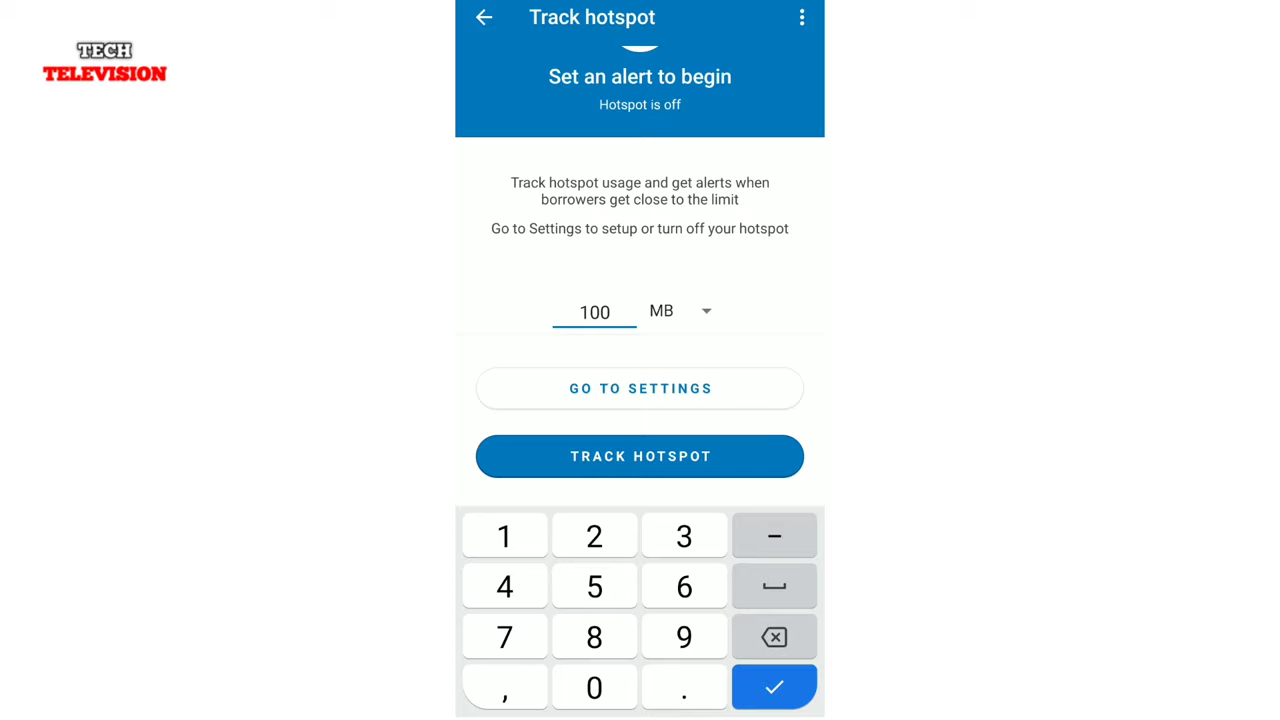 TECH
TELEVISION
Track hotspot
Set an alert to begin
Hotspot is off
Track hotspot usage and get alerts when
borrowers get close to the limit
Go to Settings to setup or turn off your hotspot
100 MB
GO TO SETTINGS
TRACK HOTSPOT
1 2 3 –
4 5 6
7 8 9
, 0 .